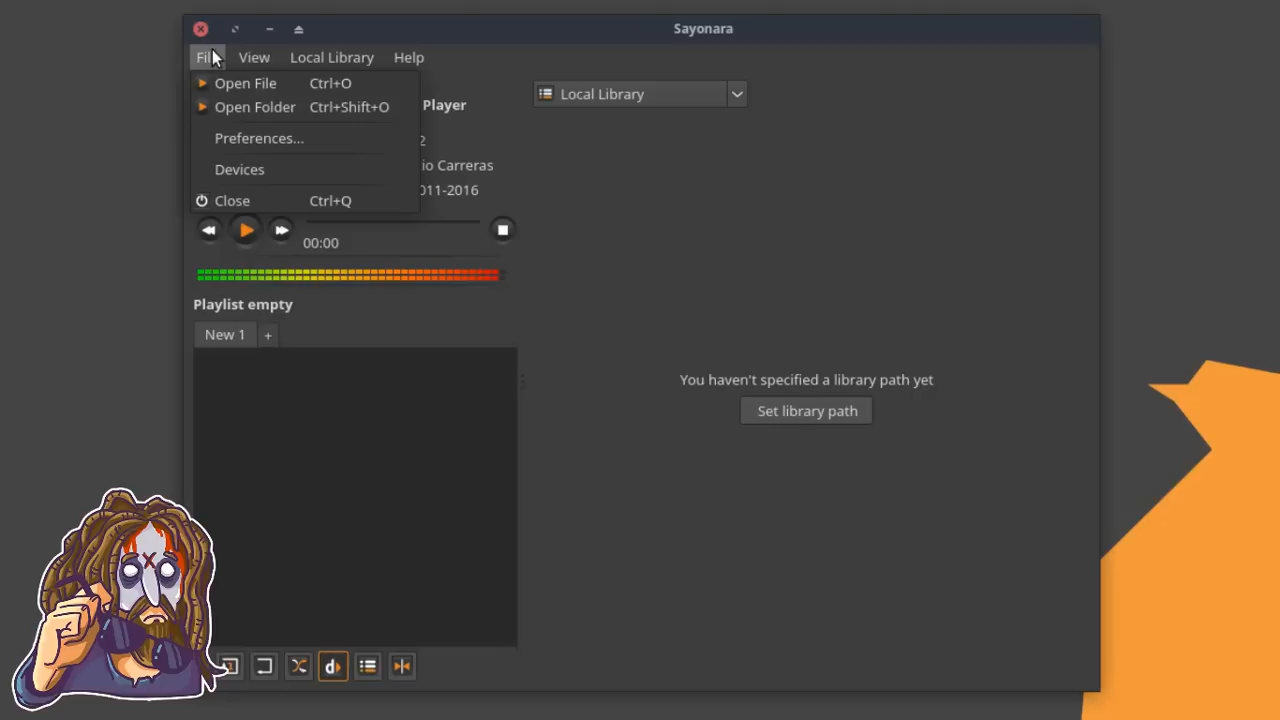 Sayonara
File View Local Library Help
Open File Ctrl+O
Open Folder Ctrl+Shift+O
Preferences...
Devices
Close Ctrl+Q
Player
2
io Carreras
011-2016
00:00
Playlist empty
New 1 +
Local Library
You haven't specified a library path yet
Set library path